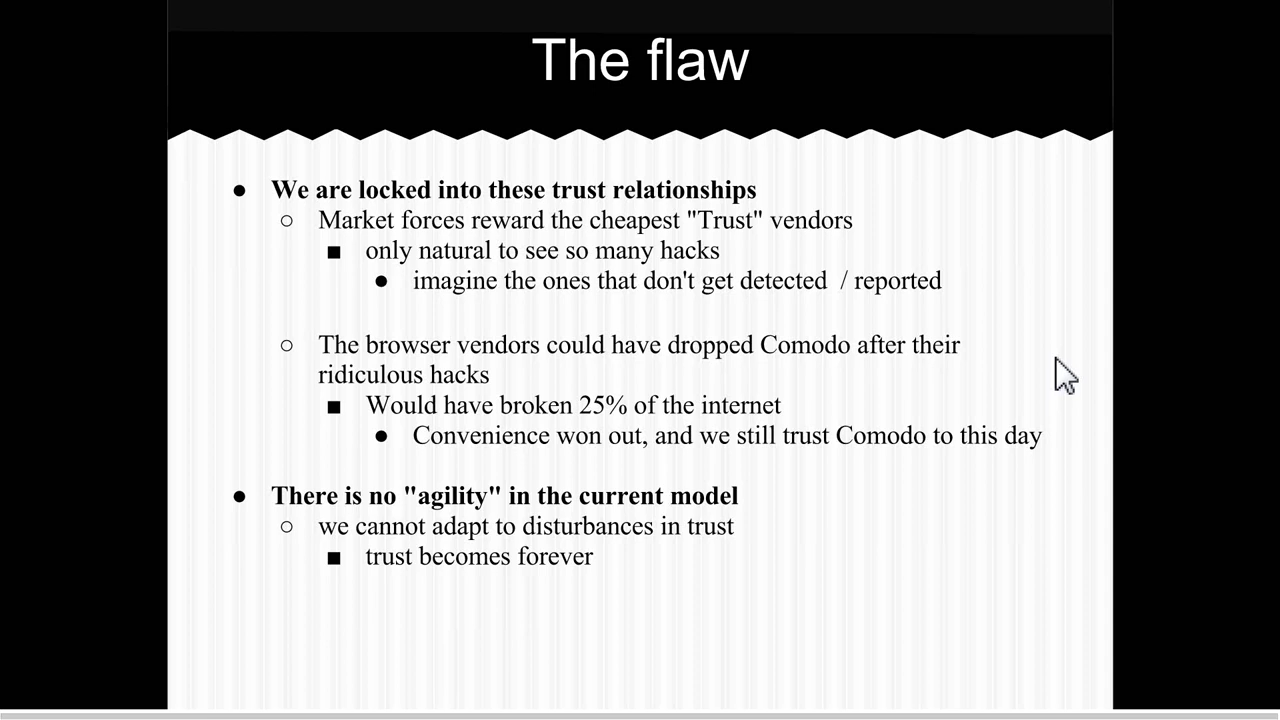 The flaw
● We are locked into these trust relationships
○ Market forces reward the cheapest "Trust" vendors
■ only natural to see so many hacks
● imagine the ones that don't get detected / reported
○ The browser vendors could have dropped Comodo after their
ridiculous hacks
■ Would have broken 25% of the internet
● Convenience won out, and we still trust Comodo to this day
● There is no "agility" in the current model
○ we cannot adapt to disturbances in trust
■ trust becomes forever